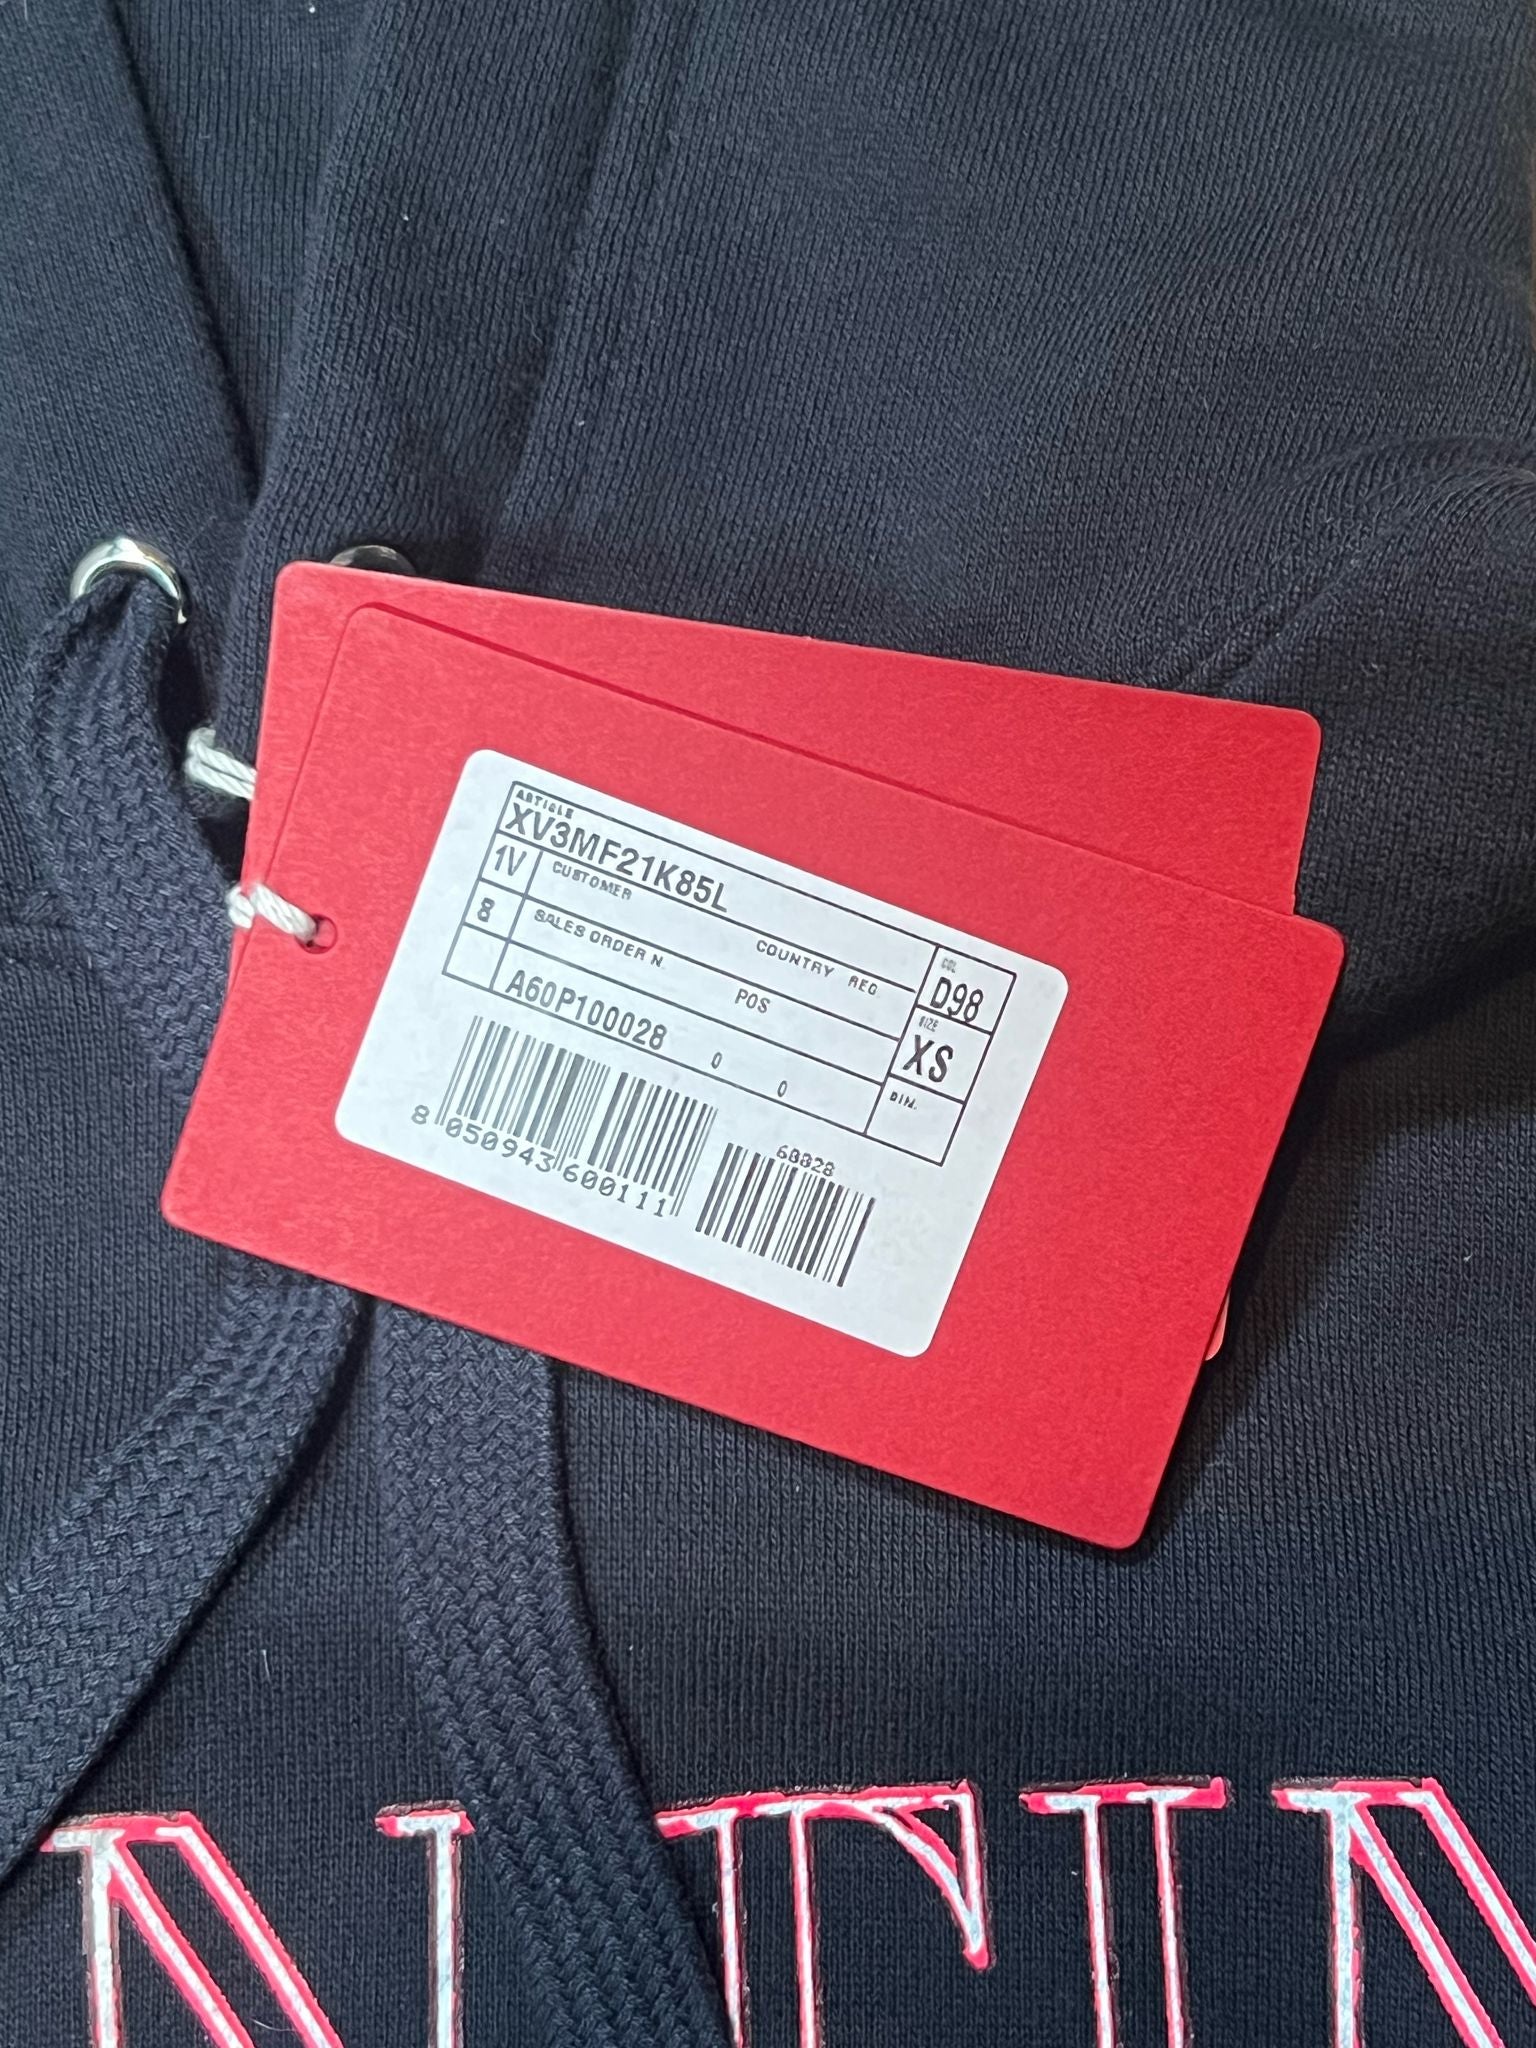 ARTICLE
XV3MF21K85L
1V
CUSTOMER
COUNTRY REG.
COL
D98
8
SALES ORDER N.
POS
SIZE
XS
A60P100028 0 0
DIM.
60028
8 050943 600111
NTIN